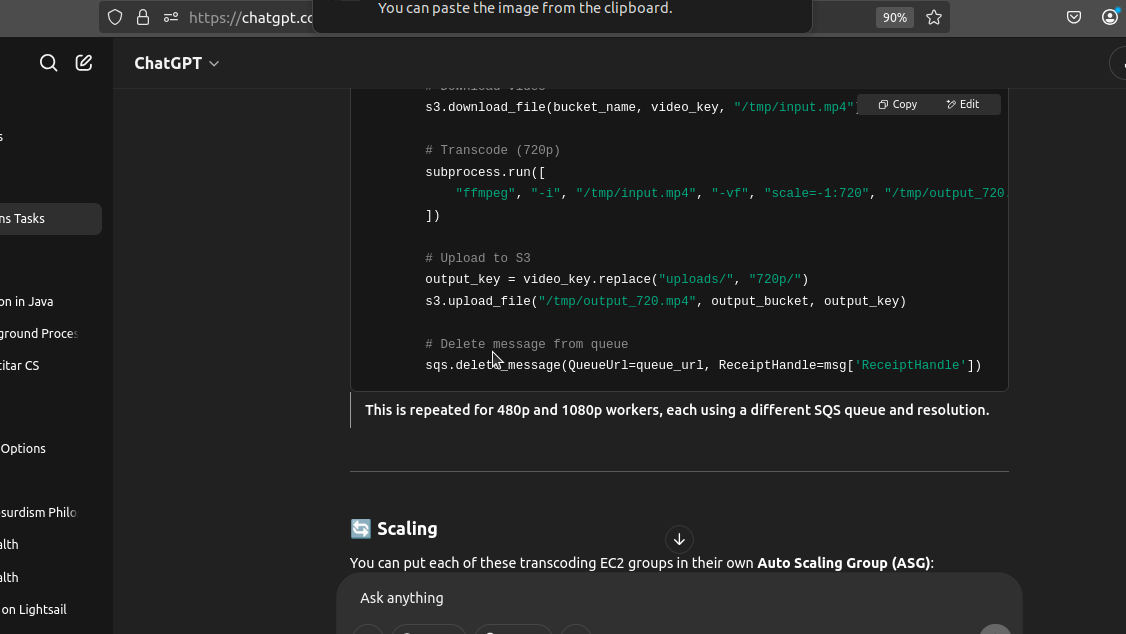 You can paste the image from the clipboard.
https://chatgpt.co
90%
ChatGPT
# Download video
s3.download_file(bucket_name, video_key, "/tmp/input.mp4")
Copy
Edit
# Transcode (720p)
subprocess.run([
"ffmpeg", "-i", "/tmp/input.mp4", "-vf", "scale=-1:720", "/tmp/output_720.
])
# Upload to S3
output_key = video_key.replace("uploads/", "720p/")
s3.upload_file("/tmp/output_720.mp4", output_bucket, output_key)
# Delete message from queue
sqs.delete_message(QueueUrl=queue_url, ReceiptHandle=msg['ReceiptHandle'])
This is repeated for 480p and 1080p workers, each using a different SQS queue and resolution.
Scaling
You can put each of these transcoding EC2 groups in their own Auto Scaling Group (ASG):
Ask anything
s
ns Tasks
on in Java
ground Proces
titar CS
Options
surdism Philo
alth
alth
on Lightsail